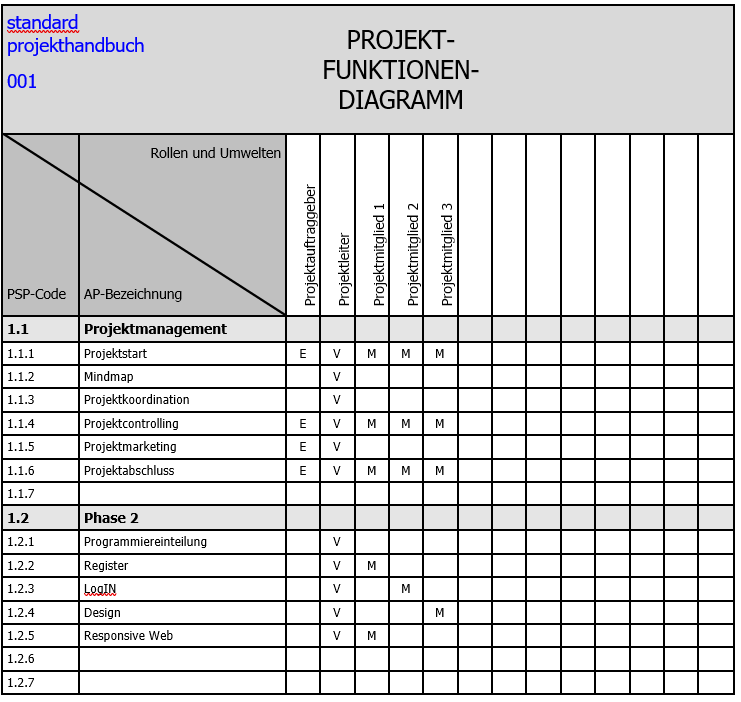 standard
projekthandbuch
001
PROJEKT-
FUNKTIONEN-
DIAGRAMM
Rollen und Umwelten
PSP-Code AP-Bezeichnung
Projektauftraggeber
Projektleiter
Projektmitglied 1
Projektmitglied 2
Projektmitglied 3
1.1 Projektmanagement
1.1.1 Projektstart E V M M M
1.1.2 Mindmap V
1.1.3 Projektkoordination V
1.1.4 Projektcontrolling E V M M M
1.1.5 Projektmarketing E V
1.1.6 Projektabschluss E V M M M
1.1.7
1.2 Phase 2
1.2.1 Programmiereinteilung V
1.2.2 Register V M
1.2.3 LogIN V M
1.2.4 Design V M
1.2.5 Responsive Web V M
1.2.6
1.2.7